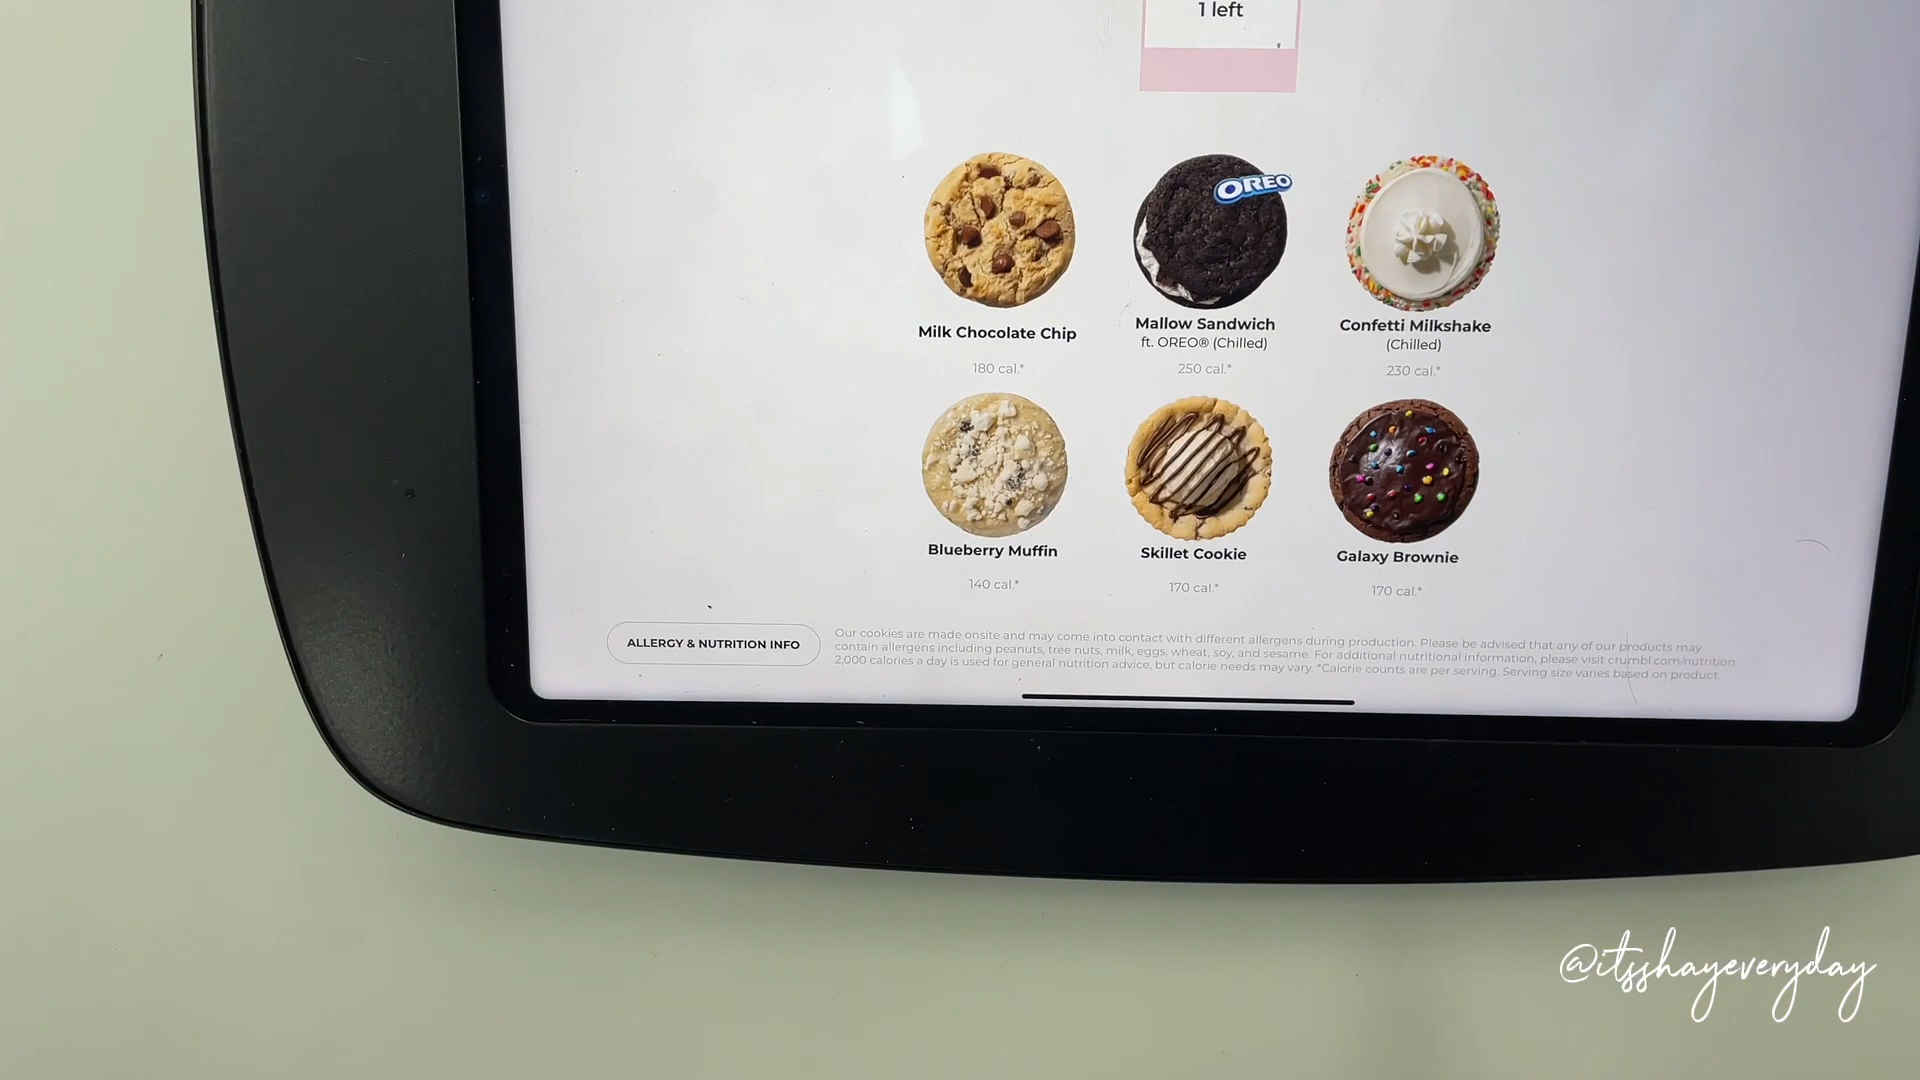 1 left
OREO
Milk Chocolate Chip
180 cal.*
Mallow Sandwich
ft. OREO® (Chilled)
250 cal.*
Confetti Milkshake
(Chilled)
230 cal.*
Blueberry Muffin
140 cal.*
Skillet Cookie
170 cal.*
Galaxy Brownie
170 cal.*
ALLERGY & NUTRITION INFO
Our cookies are made onsite and may come into contact with different allergens during production. Please be advised that any of our products may
contain allergens including peanuts, tree nuts, milk, eggs, wheat, soy, and sesame. For additional nutritional information, please visit crumbl.com/nutrition.
2,000 calories a day is used for general nutrition advice, but calorie needs may vary. *Calorie counts are per serving. Serving size varies based on product.
@itsshayeveryday